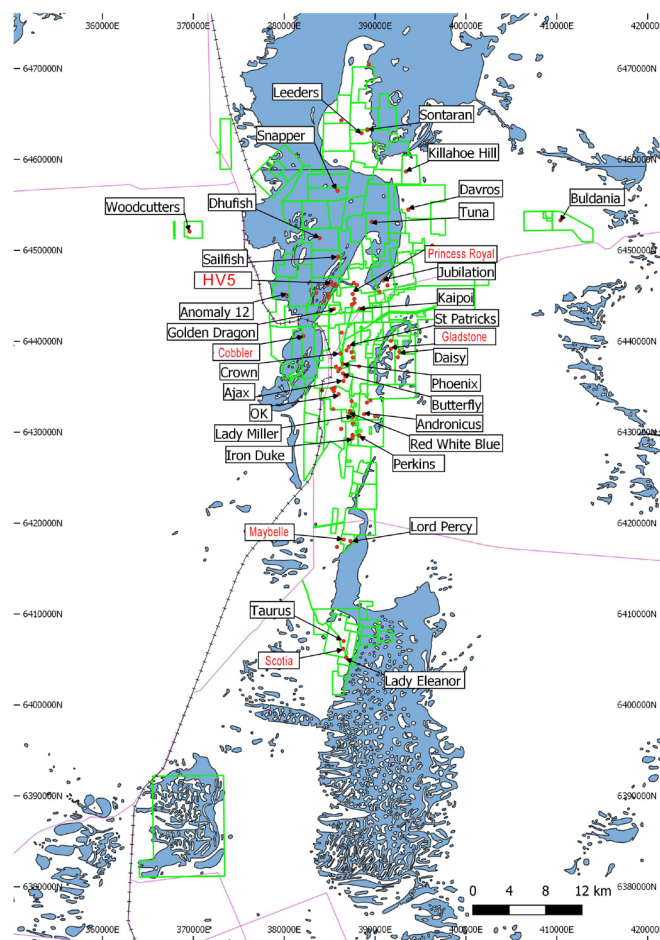 360000E 370000E 380000E 390000E 400000E 410000E 420000
6470000N 6470000N
Leeders
Sontaran
Snapper
6460000N 6460000N
Killahoe Hill
Davros
Dhufish
Buldania
Woodcutters
Tuna
6450000N 6450000N
Princess Royal
Sailfish
HV5
Jubilation
Anomaly 12
Kaipoi
St Patricks
Golden Dragon
6440000N 6440000N
Gladstone
Cobbler
Daisy
Crown
Phoenix
Ajax
Butterfly
OK
Andronicus
Lady Miller
6430000N 6430000N
Red White Blue
Iron Duke
Perkins
6420000N 6420000N
Maybelle
Lord Percy
6410000N 6410000N
Taurus
Scotia
Lady Eleanor
6400000N 6400000N
6390000N 6390000N
6380000N 6380000N
0 4 8 12 km
360000E 370000E 380000E 390000E 400000E 410000E 420000